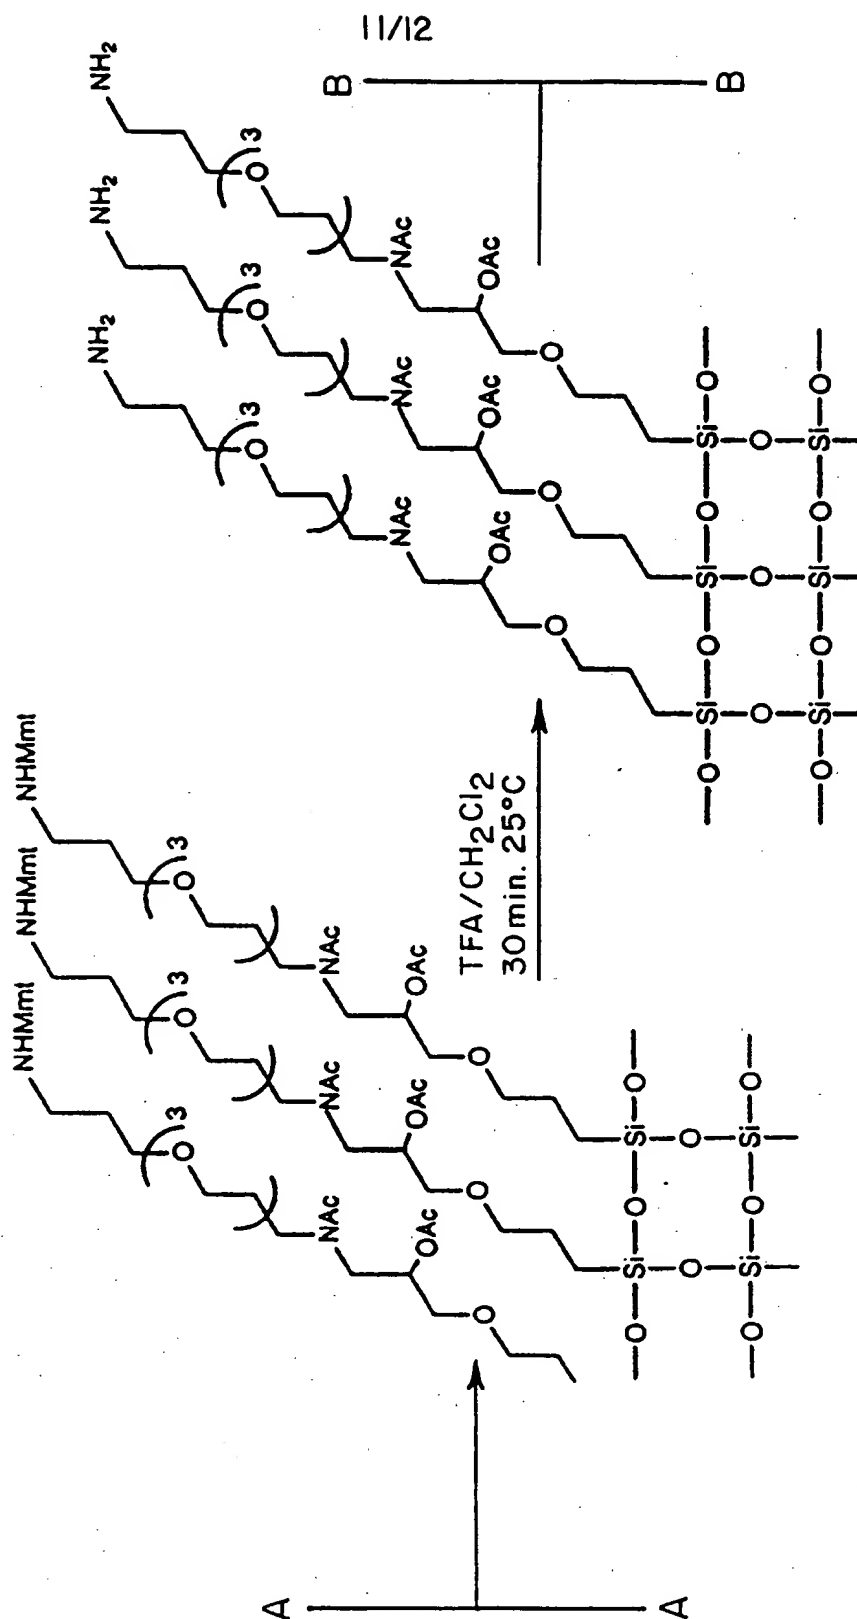 11/12
A
A
NHMmt
NHMmt
NHMmt
O
3
O
3
O
3
NAc
NAc
NAc
OAc
OAc
OAc
O
O
O
—O—Si—O—Si—O—
O
O
—O—Si—O—Si—O—
TFA/CH2Cl2
30min. 25°C
NH2
NH2
NH2
O
3
O
3
O
3
NAc
NAc
NAc
OAc
OAc
OAc
O
O
O
—O—Si—O—Si—O—Si—O—
O
O
O
—O—Si—O—Si—O—Si—O—
B
B